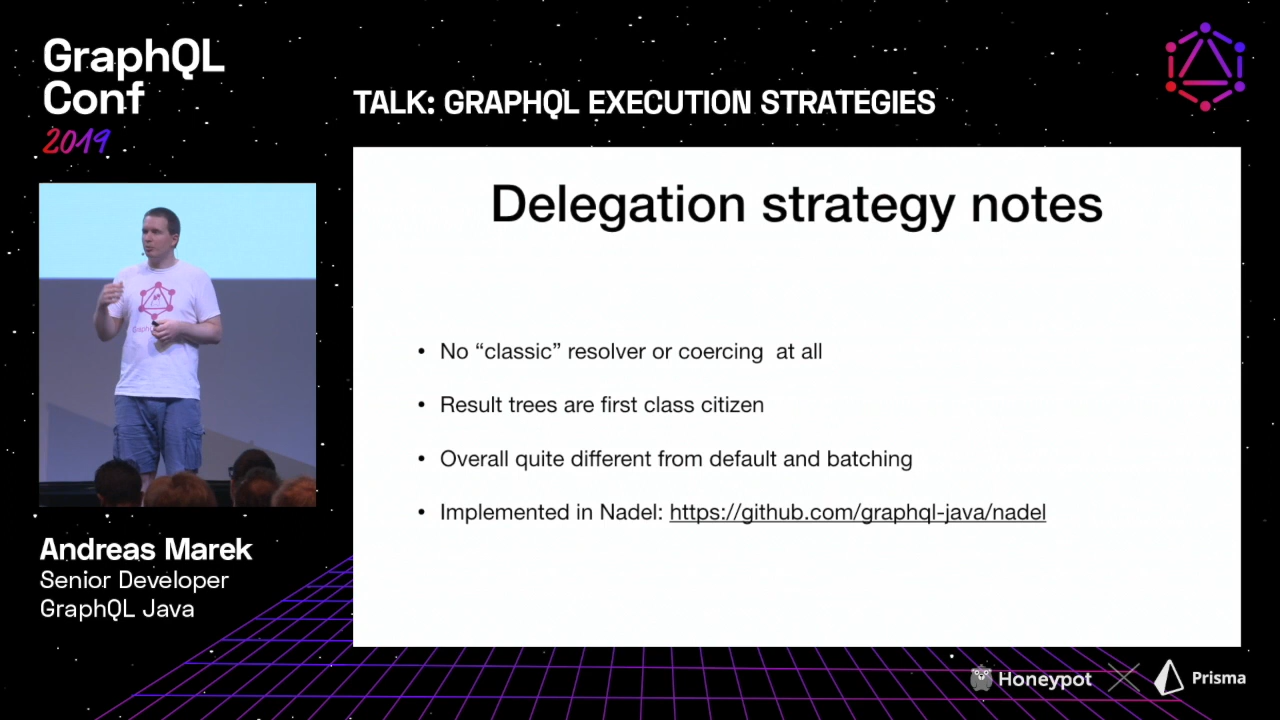 GraphQL
Conf
2019
TALK: GRAPHQL EXECUTION STRATEGIES
Delegation strategy notes
• No “classic” resolver or coercing at all
• Result trees are first class citizen
• Overall quite different from default and batching
• Implemented in Nadel: https://github.com/graphql-java/nadel
Andreas Marek
Senior Developer
GraphQL Java
Honeypot
Prisma